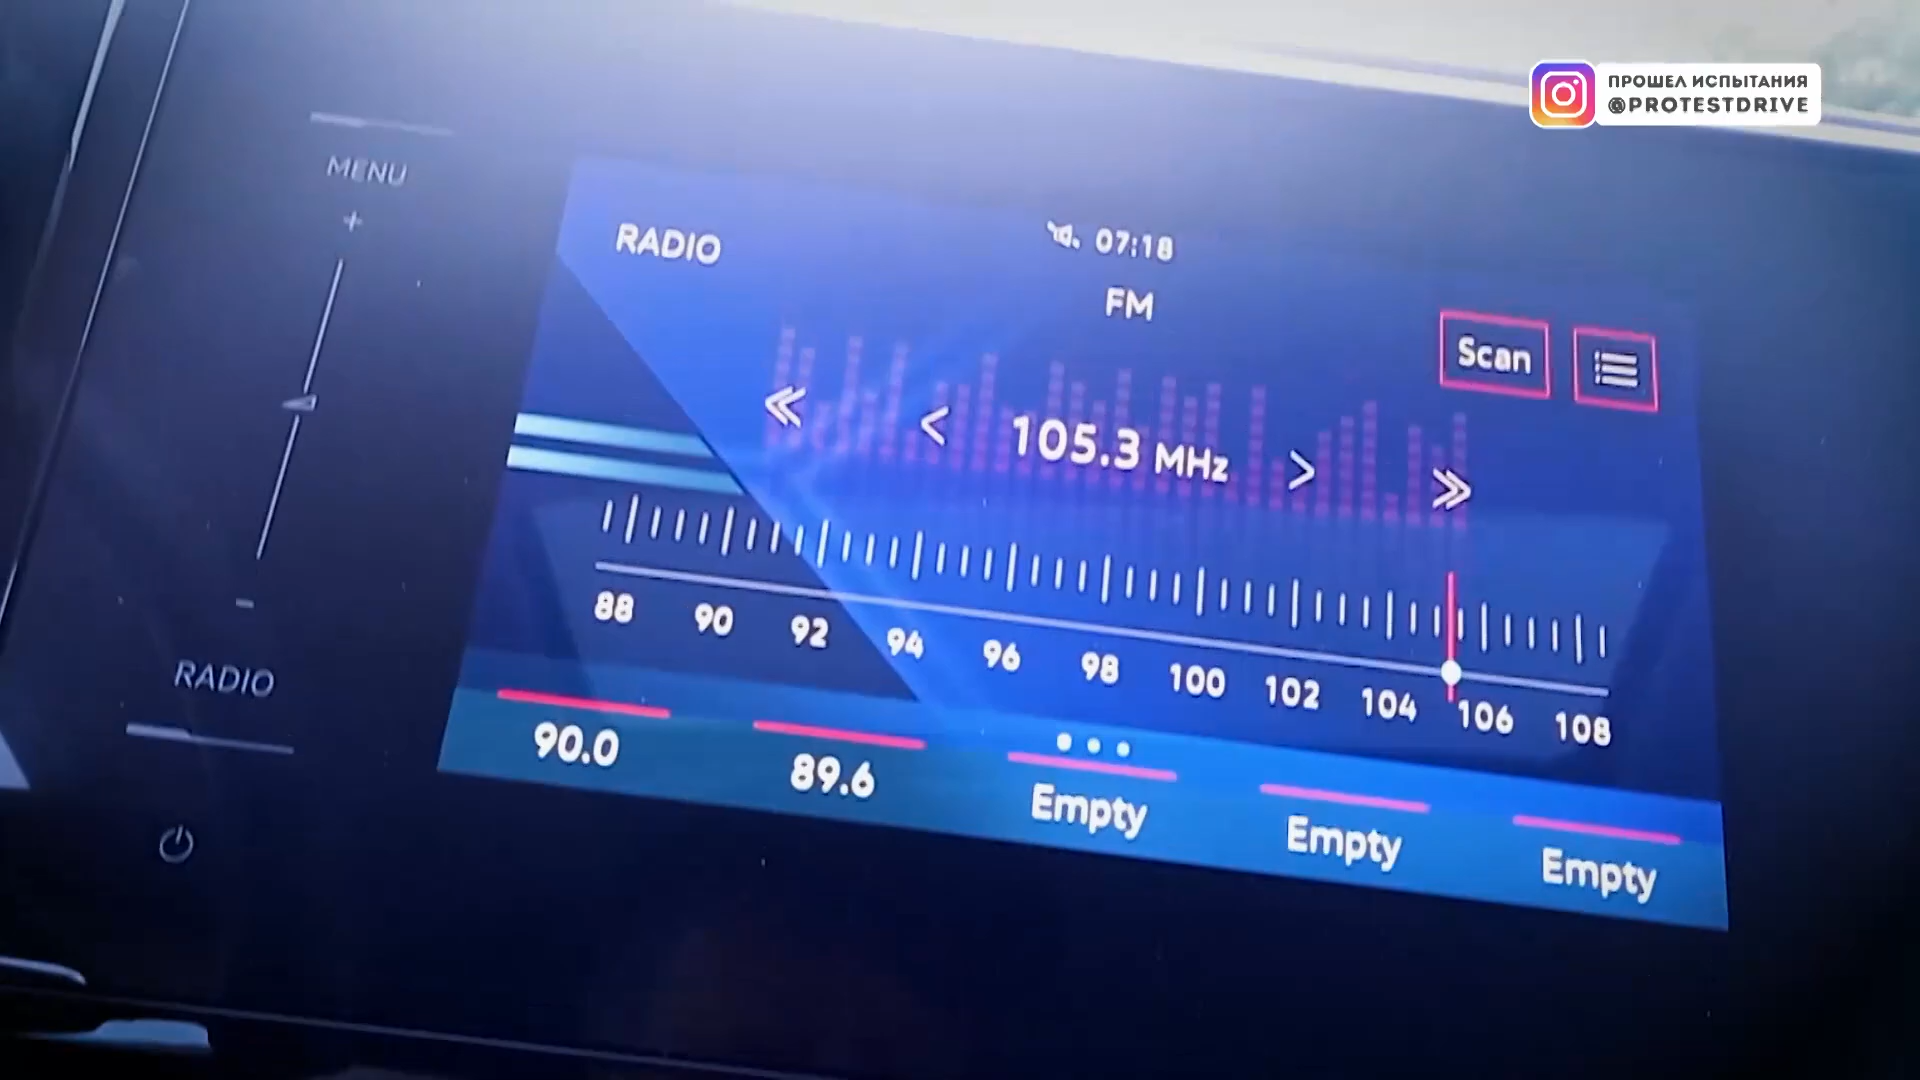 ПРОШЕЛ ИСПЫТАНИЯ
@PROTESTDRIVE
MENU
+
RADIO
07:18
FM
Scan
105.3 MHz
88 90 92 94 96 98 100 102 104 106 108
-
RADIO
90.0
89.6
Empty
Empty
Empty